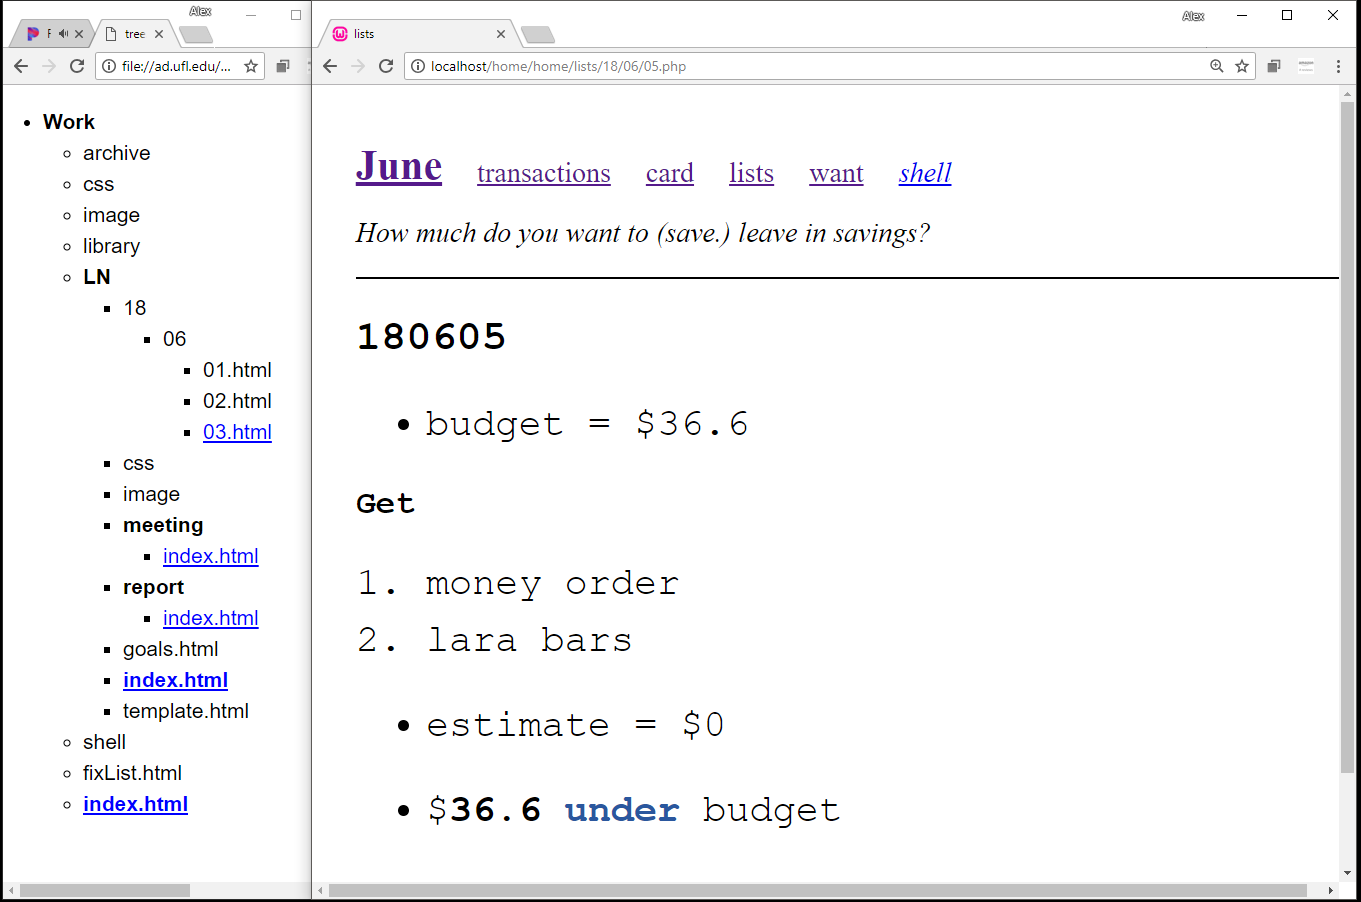 Alex
F
tree
file://ad.ufl.edu/...
Work
archive
css
image
library
LN
18
06
01.html
02.html
03.html
css
image
meeting
index.html
report
index.html
goals.html
index.html
template.html
shell
fixList.html
index.html
Alex
lists
localhost/home/home/lists/18/06/05.php
June transactions card lists want shell
How much do you want to (save.) leave in savings?
180605
budget = $36.6
Get
1. money order
2. lara bars
estimate = $0
$36.6 under budget